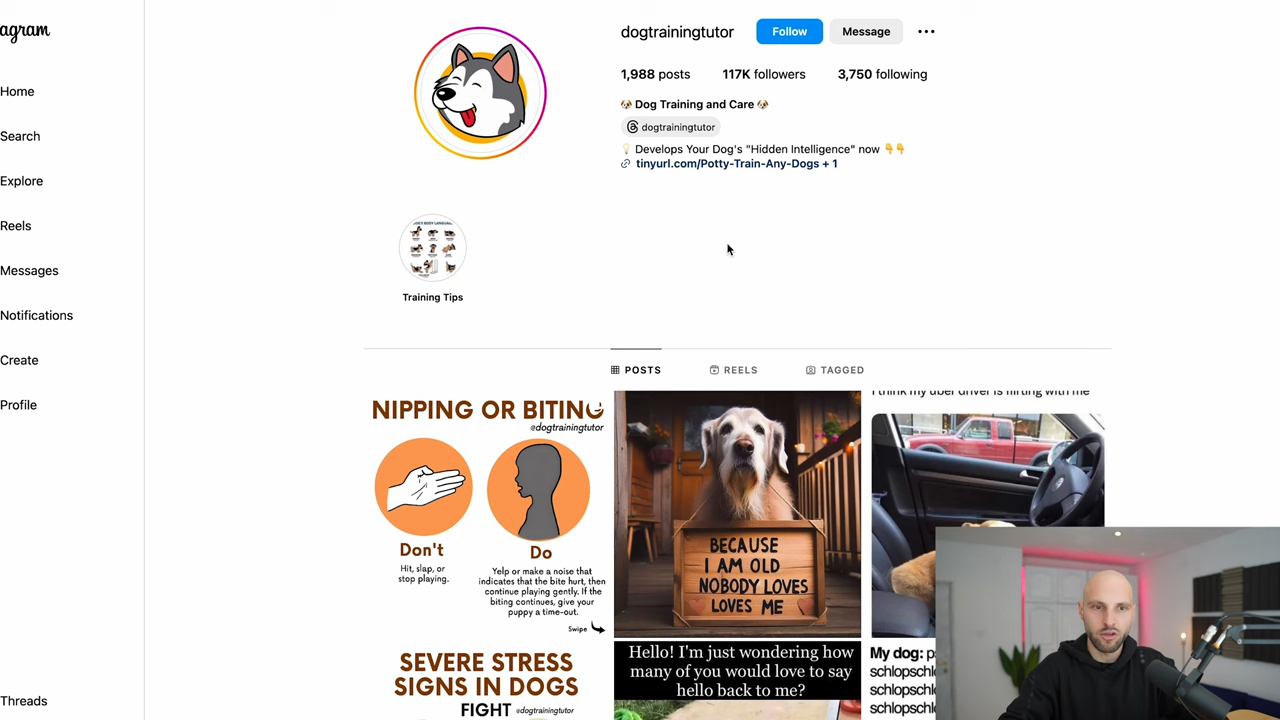 agram
Home
Search
Explore
Reels
Messages
Notifications
Create
Profile
Threads
dogtrainingtutor
Follow
Message
1,988 posts
117K followers
3,750 following
🐶 Dog Training and Care 🐶
dogtrainingtutor
💡 Develops Your Dog's "Hidden Intelligence" now 👇👇
tinyurl.com/Potty-Train-Any-Dogs + 1
Training Tips
POSTS
REELS
TAGGED
NIPPING OR BITING
@dogtrainingtutor
Don't
Hit, slap, or
stop playing.
Do
Yelp or make a noise that
indicates that the bite hurt, then
continue playing gently. If the
biting continues, give your
puppy a time-out.
Swipe
BECAUSE
I AM OLD
NOBODY LOVES
LOVES ME
I think my uber driver is flirting with me
SEVERE STRESS
SIGNS IN DOGS
FIGHT @dogtrainingtutor
Hello! I'm just wondering how
many of you would love to say
hello back to me?
My dog:
schlopschl
schlopschl
schlopschl